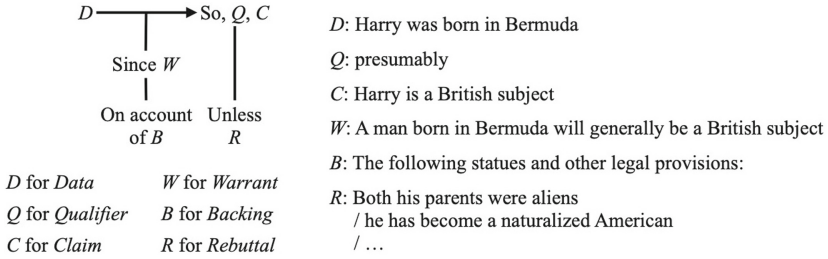 D
So, Q, C
Since W
On account
of B
Unless
R
D for Data
W for Warrant
Q for Qualifier
B for Backing
C for Claim
R for Rebuttal
D: Harry was born in Bermuda
Q: presumably
C: Harry is a British subject
W: A man born in Bermuda will generally be a British subject
B: The following statues and other legal provisions:
R: Both his parents were aliens
/ he has become a naturalized American
/ …